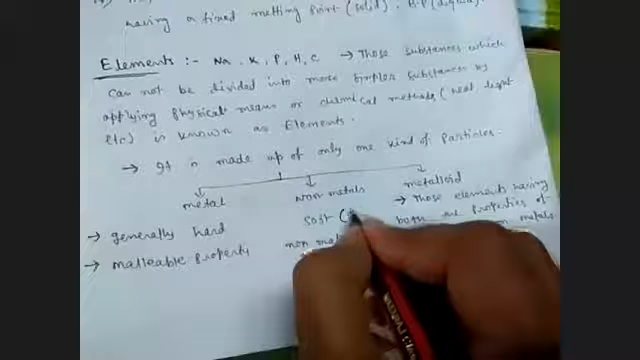 having a fixed melting point (solid). B.P (liquid).
Elements :- Na, K, P, H, C → Those substances which
can not be divided into more simpler substances by
applying physical means or chemical methods (heat, light
etc) is known as Elements.
→ It is made up of only one kind of Particles.
metal non metals metalloid
→ generally hard soft ( → Those elements having
both the properties of
→ malleable property non metals